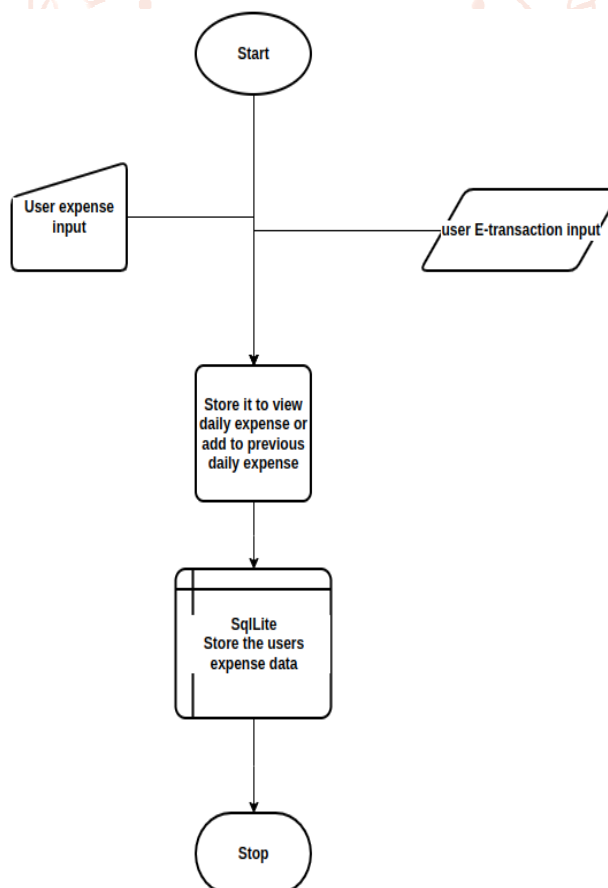 Start
User expense
input
user E-transaction input
Store it to view
daily expense or
add to previous
daily expense
SqlLite
Store the users
expense data
Stop